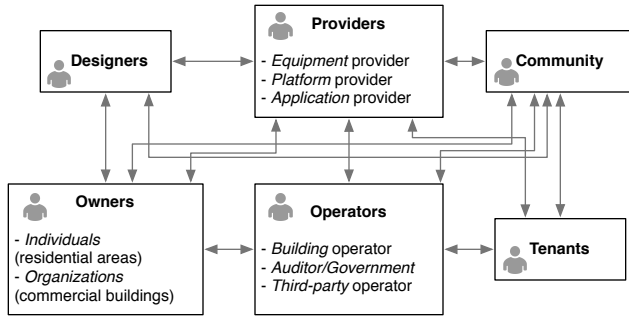 Providers
Designers
- Equipment provider
- Platform provider
- Application provider
Community
Owners
- Individuals
(residential areas)
- Organizations
(commercial buildings)
Operators
- Building operator
- Auditor/Government
- Third-party operator
Tenants